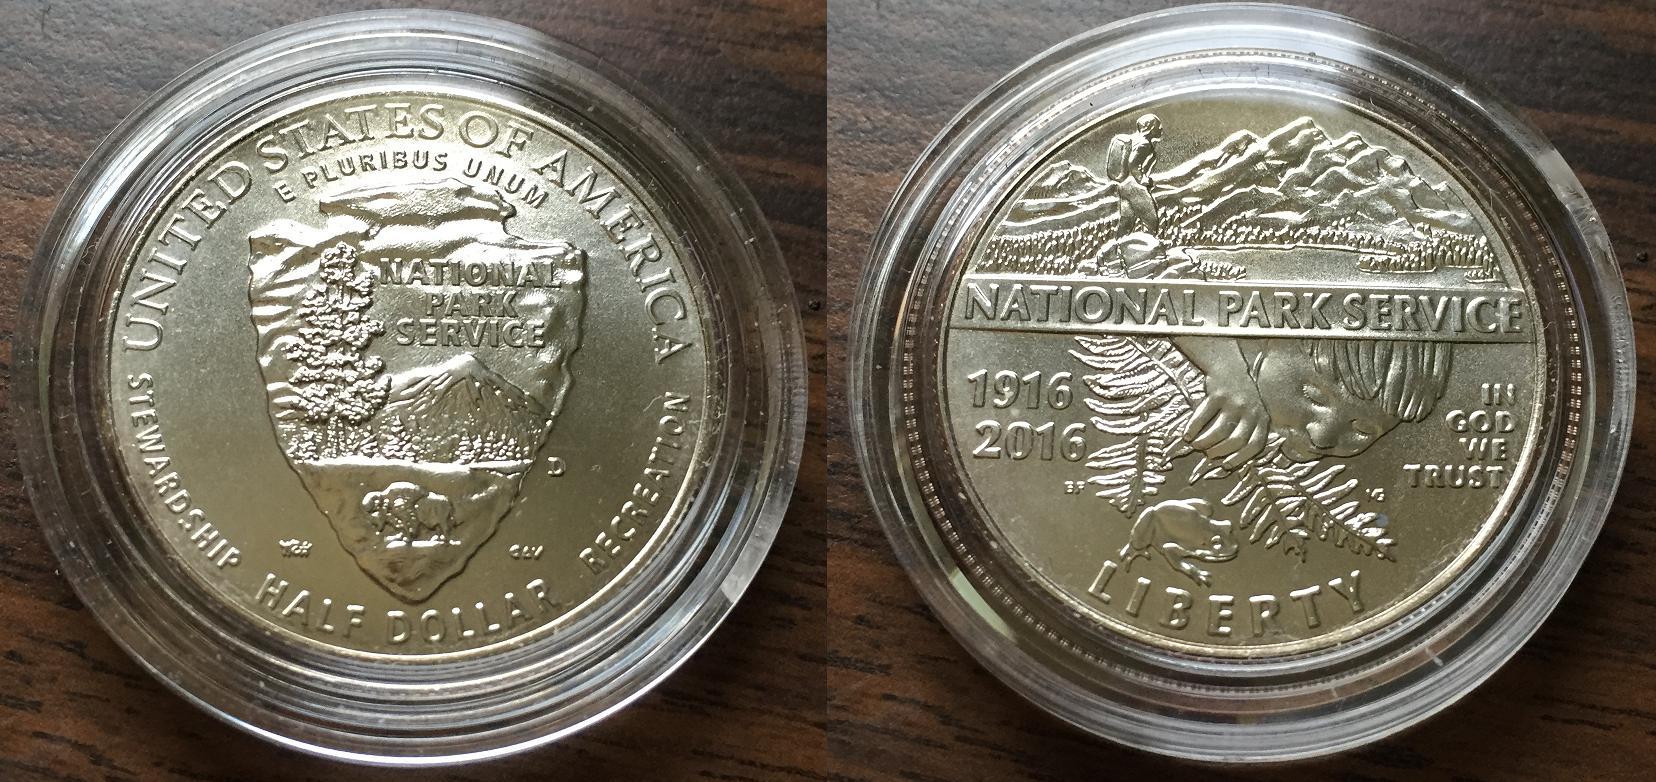 UNITED STATES OF AMERICA
E PLURIBUS UNUM
NATIONAL
PARK
SERVICE
D
STEWARDSHIP
HALF DOLLAR
RECREATION
NATIONAL PARK SERVICE
1916
2016
IN
GOD
WE
TRUST
BF
LIBERTY